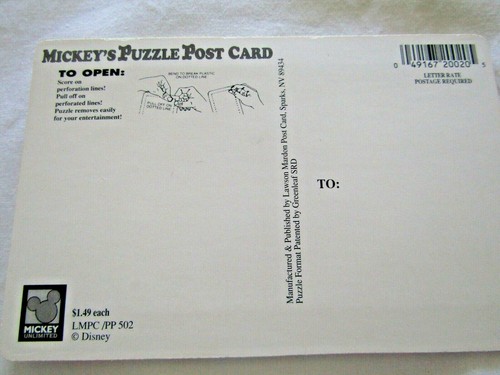 MICKEY'S PUZZLE POST CARD
TO OPEN:
Score on
perforation lines!
Pull off on
perforated lines!
Puzzle removes easily
for your entertainment!
BEND TO BREAK PLASTIC
ON DOTTED LINE
PULL OFF ON
DOTTED LINE
0 49167 20020 5
LETTER RATE
POSTAGE REQUIRED
Manufactured & Published by Lawson Mardon Post Card, Sparks, NV 89434
Puzzle Format Patented by Greenleaf SRD
TO:
MICKEY
UNLIMITED
$1.49 each
LMPC /PP 502
© Disney